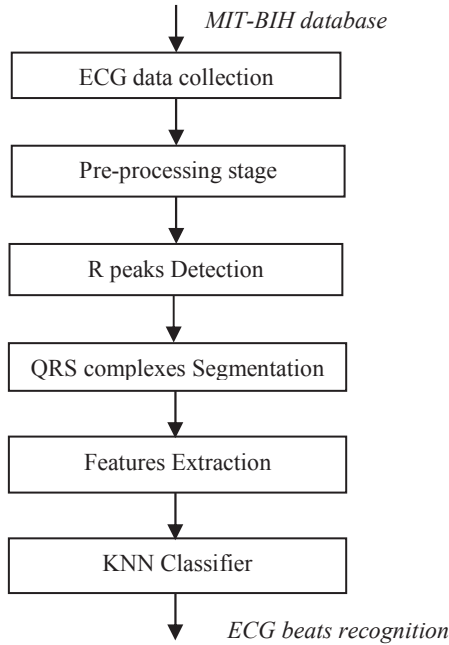 MIT-BIH database
ECG data collection
Pre-processing stage
R peaks Detection
QRS complexes Segmentation
Features Extraction
KNN Classifier
ECG beats recognition